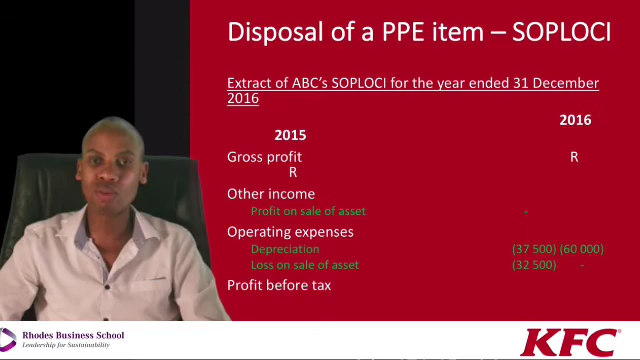 Disposal of a PPE item – SOPLOCI
Extract of ABC's SOPLOCI for the year ended 31 December
2016
2016
2015
Gross profit R
R
Other income
Profit on sale of asset -
Operating expenses
Depreciation (37 500) (60 000)
Loss on sale of asset (32 500) -
Profit before tax
Rhodes Business School
Leadership for Sustainability
KFC